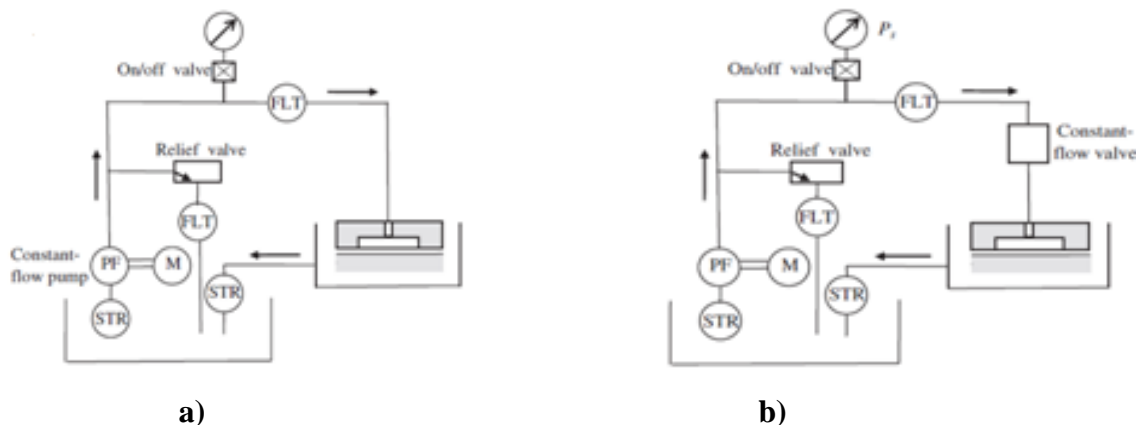 On/off valve
FLT
Relief valve
FLT
Constant-
flow pump
PF
M
STR
STR
a)
P_s
On/off valve
FLT
Constant-
flow valve
Relief valve
FLT
PF
M
STR
STR
b)